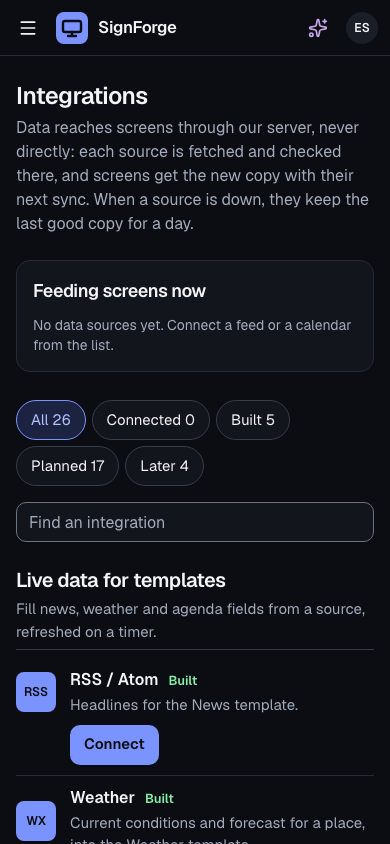 SignForge
ES
Integrations
Data reaches screens through our server, never
directly: each source is fetched and checked
there, and screens get the new copy with their
next sync. When a source is down, they keep the
last good copy for a day.
Feeding screens now
No data sources yet. Connect a feed or a calendar
from the list.
All 26
Connected 0
Built 5
Planned 17
Later 4
Find an integration
Live data for templates
Fill news, weather and agenda fields from a source,
refreshed on a timer.
RSS
RSS / Atom Built
Headlines for the News template.
Connect
WX
Weather Built
Current conditions and forecast for a place,
into the Weather template.